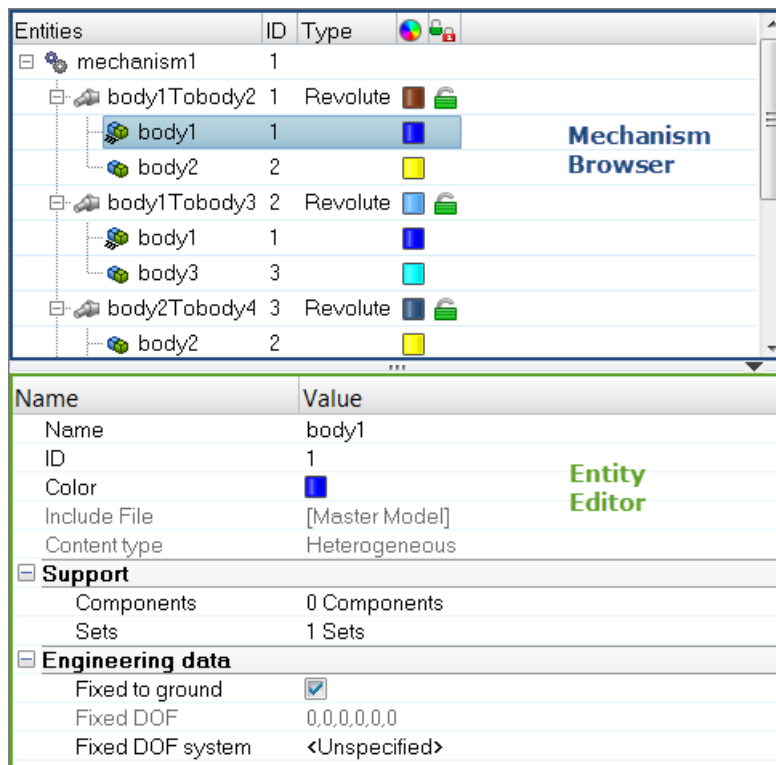 Entities ID Type
mechanism1 1
body1Tobody2 1 Revolute
body1 1
body2 2
body1Tobody3 2 Revolute
body1 1
body3 3
body2Tobody4 3 Revolute
body2 2
Mechanism
Browser
Name Value
Name body1
ID 1
Color
Include File [Master Model]
Content type Heterogeneous
Support
Components 0 Components
Sets 1 Sets
Engineering data
Fixed to ground
Fixed DOF 0,0,0,0,0,0
Fixed DOF system <Unspecified>
Entity
Editor